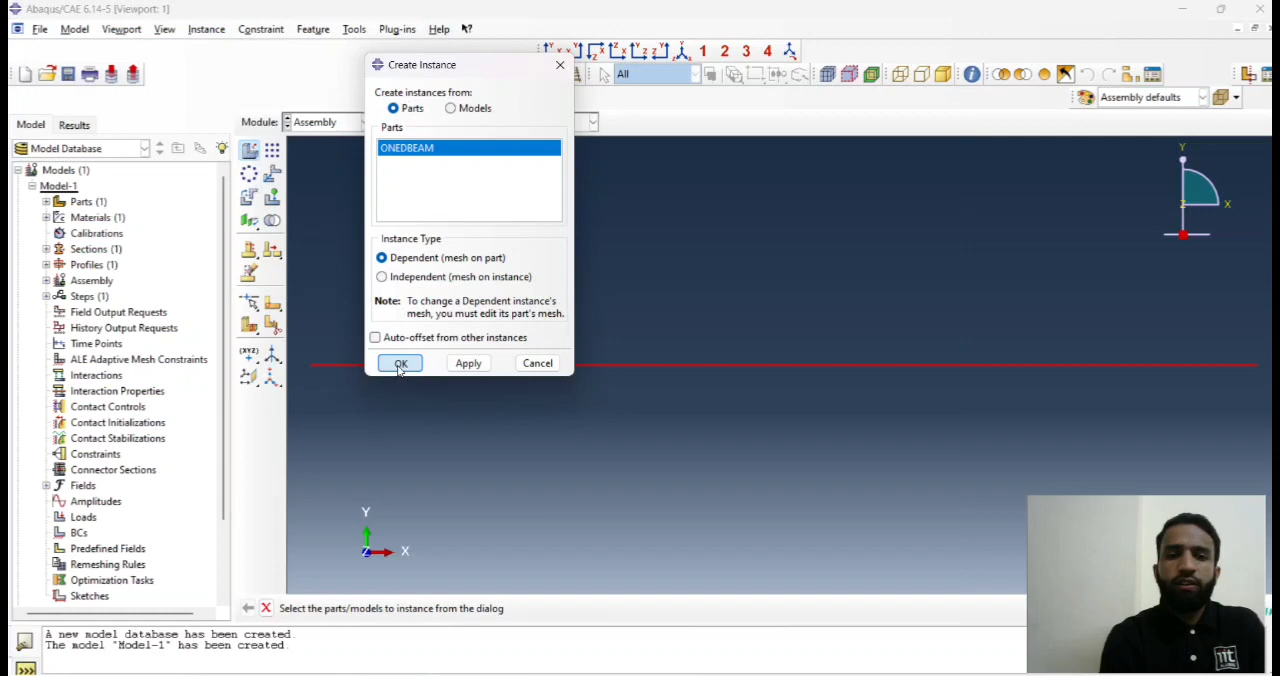 Abaqus/CAE 6.14-5 [Viewport: 1]
File Model Viewport View Instance Constraint Feature Tools Plug-ins Help
1 2 3 4
All
Assembly defaults
Model Results
Module: Assembly
Model Database
Models (1)
Model-1
Parts (1)
Materials (1)
Calibrations
Sections (1)
Profiles (1)
Assembly
Steps (1)
Field Output Requests
History Output Requests
Time Points
ALE Adaptive Mesh Constraints
Interactions
Interaction Properties
Contact Controls
Contact Initializations
Contact Stabilizations
Constraints
Connector Sections
Fields
Amplitudes
Loads
BCs
Predefined Fields
Remeshing Rules
Optimization Tasks
Sketches
(XYZ)
Create Instance
Create instances from:
Parts Models
Parts
ONEDBEAM
Instance Type
Dependent (mesh on part)
Independent (mesh on instance)
Note: To change a Dependent instance's
mesh, you must edit its part's mesh.
Auto-offset from other instances
OK Apply Cancel
Y
Z X
Y
Z X
Select the parts/models to instance from the dialog
A new model database has been created.
The model "Model-1" has been created.
>>>